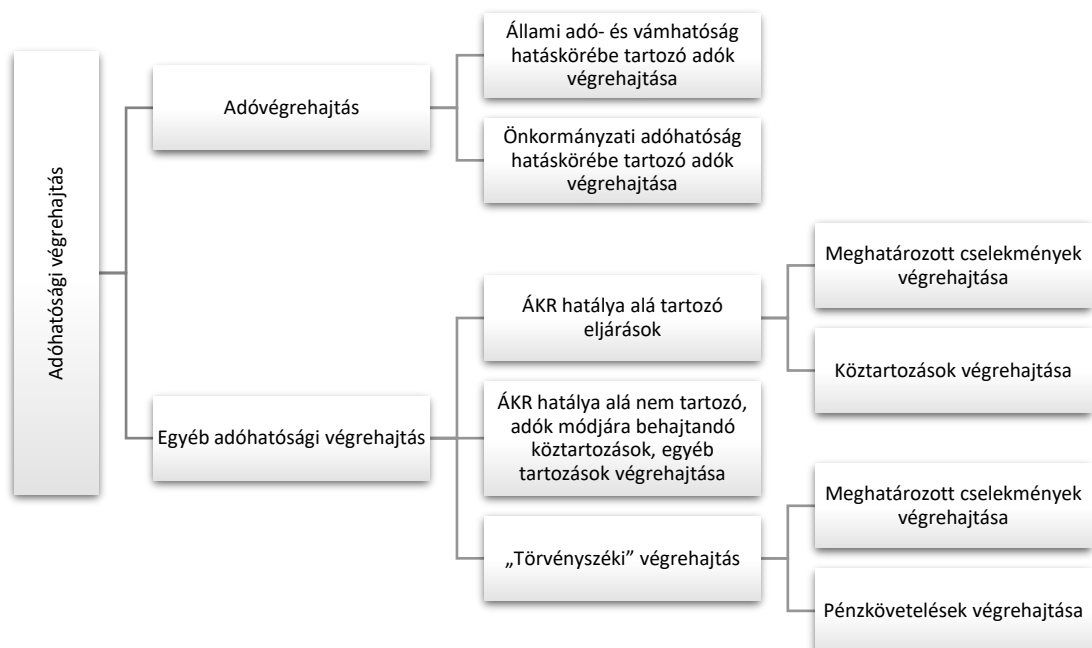 Adóhatósági végrehajtás
Adóvégrehajtás
Állami adó- és vámhatóság
hatáskörébe tartozó adók
végrehajtása
Önkormányzati adóhatóság
hatáskörébe tartozó adók
végrehajtása
Egyéb adóhatósági végrehajtás
ÁKR hatálya alá tartozó
eljárások
Meghatározott cselekmények
végrehajtása
Köztartozások végrehajtása
ÁKR hatálya alá nem tartozó,
adók módjára behajtandó
köztartozások, egyéb
tartozások végrehajtása
„Törvényszéki” végrehajtás
Meghatározott cselekmények
végrehajtása
Pénzkövetelések végrehajtása